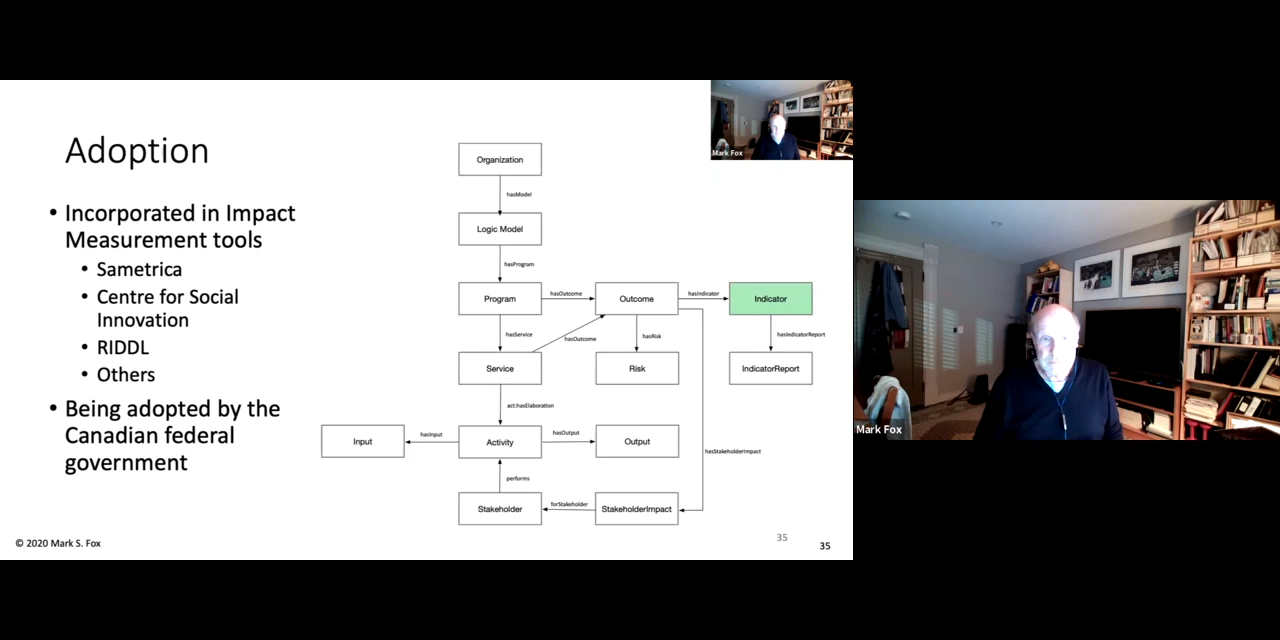 Adoption
• Incorporated in Impact
Measurement tools
• Sametrica
• Centre for Social
Innovation
• RIDDL
• Others
• Being adopted by the
Canadian federal
government
Organization
hasModel
Logic Model
hasProgram
Program
hasOutcome
Outcome
hasIndicator
Indicator
hasService
hasOutcome
hasRisk
hasIndicatorReport
Service
Risk
IndicatorReport
act:hasElaboration
Input
hasInput
Activity
hasOutput
Output
performs
hasStakeholderImpact
Stakeholder
forStakeholder
StakeholderImpact
© 2020 Mark S. Fox
35
35
Mark Fox
Mark Fox